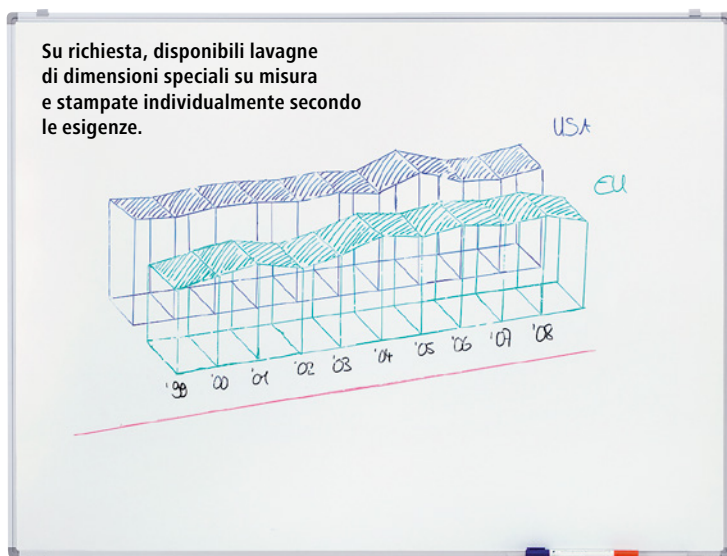 Su richiesta, disponibili lavagne
di dimensioni speciali su misura
e stampate individualmente secondo
le esigenze.
USA
EU
'99 '00 '01 '02 '03 '04 '05 '06 '07 '08